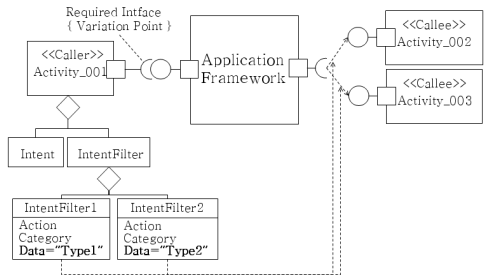 Required Intface
{ Variation Point }
<<Caller>>
Activity_001
Application
Framework
<<Callee>>
Activity_002
<<Callee>>
Activity_003
Intent
IntentFilter
IntentFilter1
Action
Category
Data="Type1"
IntentFilter2
Action
Category
Data="Type2"